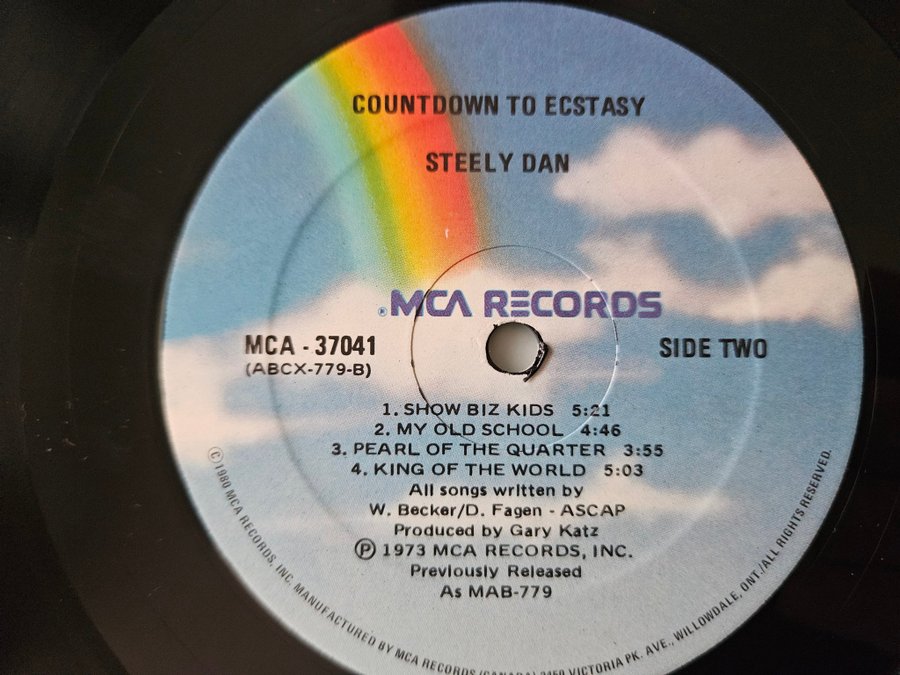 COUNTDOWN TO ECSTASY
STEELY DAN
®MCA RECORDS
MCA - 37041
(ABCX-779-B)
SIDE TWO
1. SHOW BIZ KIDS 5:21
2. MY OLD SCHOOL 4:46
3. PEARL OF THE QUARTER 3:55
4. KING OF THE WORLD 5:03
All songs written by
W. Becker/D. Fagen - ASCAP
Produced by Gary Katz
Ⓟ 1973 MCA RECORDS, INC.
Previously Released
As MAB-779
©1980 MCA RECORDS, INC. MANUFACTURED BY MCA RECORDS (CANADA) 2450 VICTORIA PK. AVE., WILLOWDALE, ONT./ALL RIGHTS RESERVED.